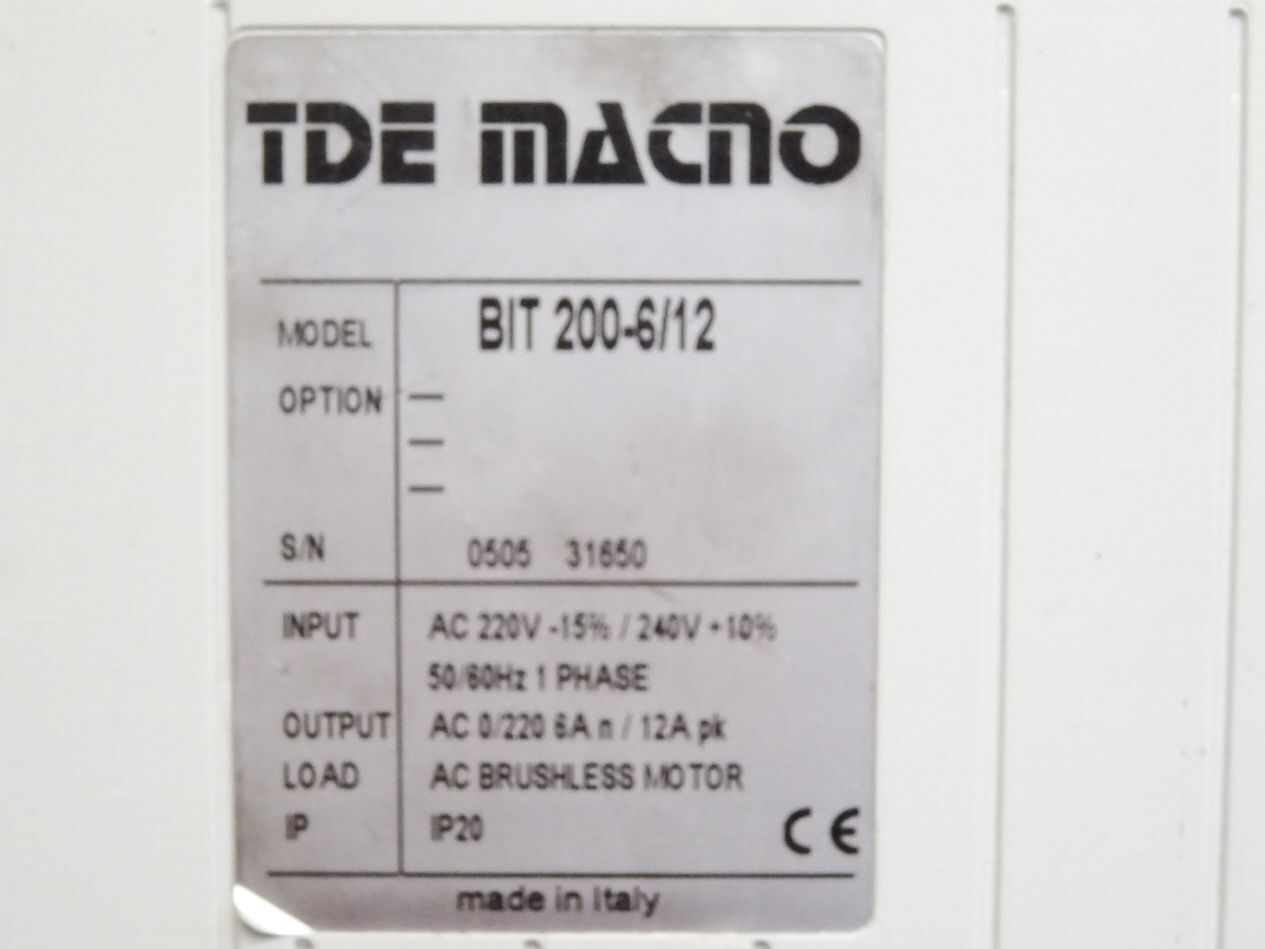 TDE MACNO
MODEL BIT 200-6/12
OPTION —
—
—
S/N 0505 31650
INPUT AC 220V -15% / 240V +10%
50/60Hz 1 PHASE
OUTPUT AC 0/220 6A n / 12A pk
LOAD AC BRUSHLESS MOTOR
IP IP20
CE
made in Italy